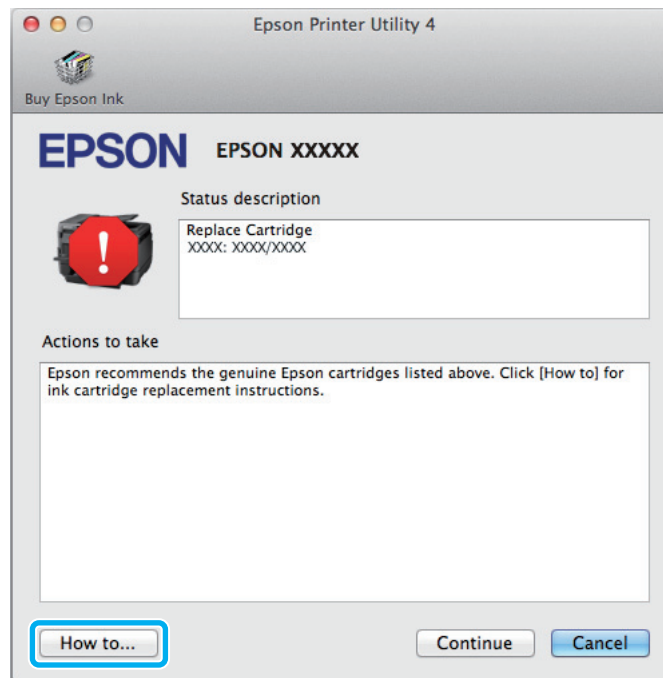 Epson Printer Utility 4
Buy Epson Ink
EPSON EPSON XXXXX
Status description
Replace Cartridge
XXXX: XXXX/XXXX
!
Actions to take
Epson recommends the genuine Epson cartridges listed above. Click [How to] for
ink cartridge replacement instructions.
How to... Continue Cancel